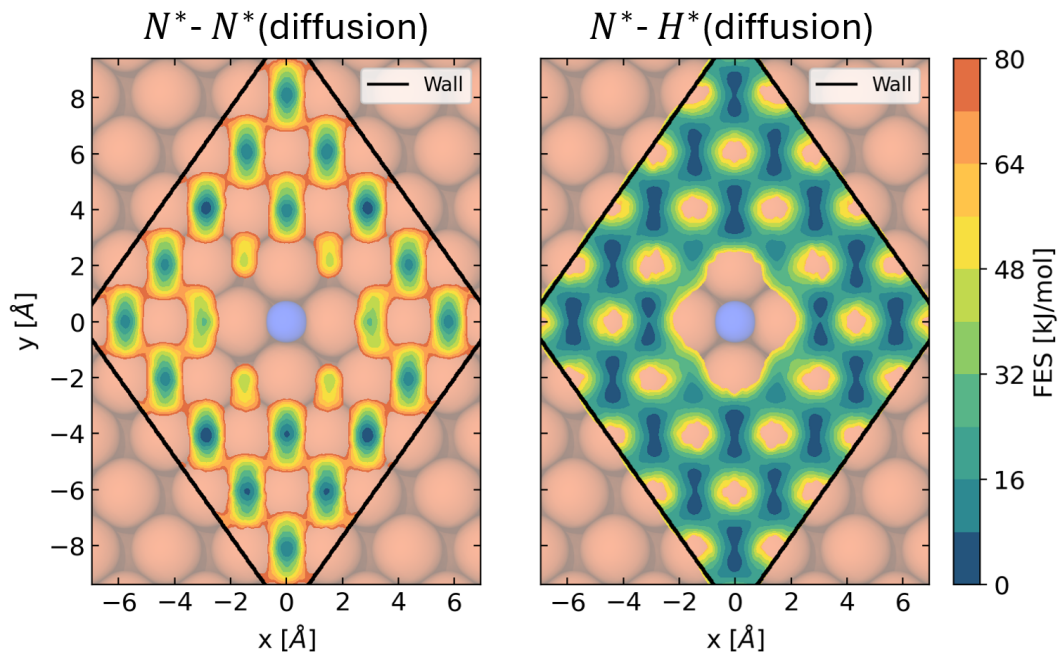 N*- N*(diffusion)
N*- H*(diffusion)
Wall
Wall
8
6
4
2
0
−2
−4
−6
−8
y [Å]
−6 −4 −2 0 2 4 6
x [Å]
−6 −4 −2 0 2 4 6
x [Å]
80
64
48
32
16
0
FES [kJ/mol]